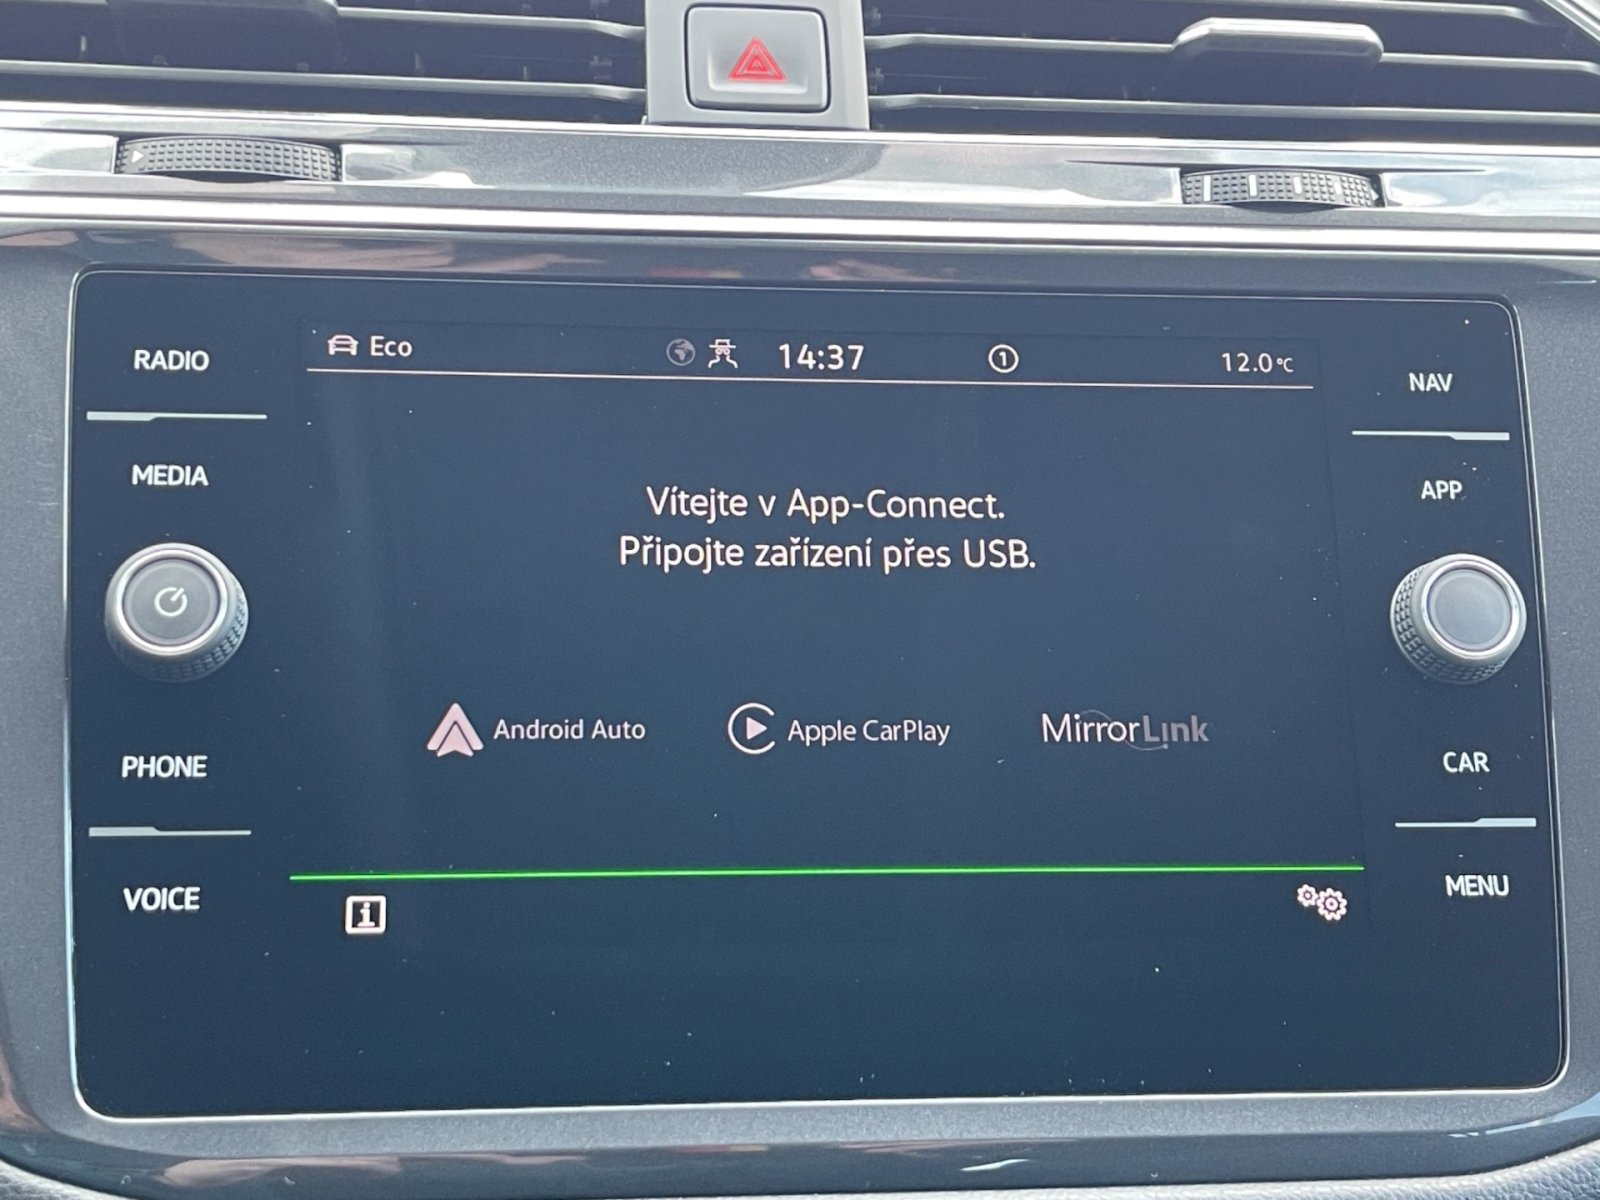 RADIO
MEDIA
PHONE
VOICE
Eco
14:37
1
12.0°C
Vítejte v App-Connect.
Připojte zařízení přes USB.
Android Auto
Apple CarPlay
MirrorLink
i
NAV
APP
CAR
MENU